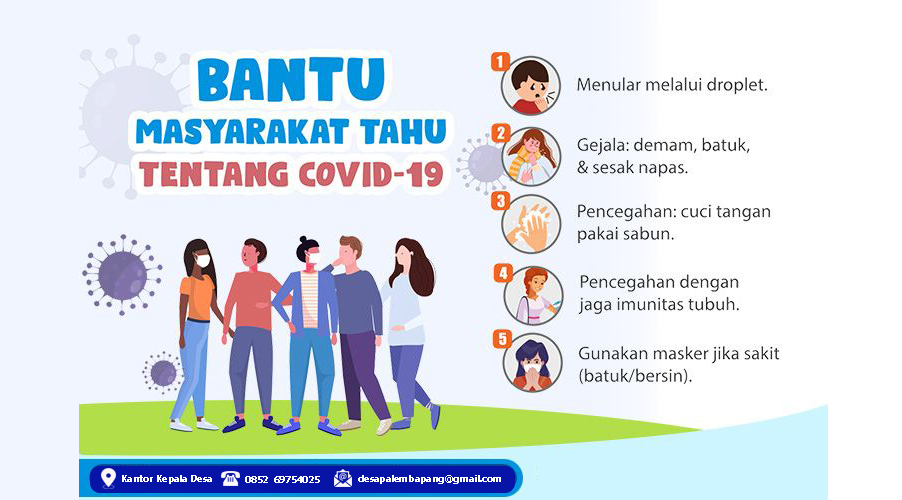 BANTU
MASYARAKAT TAHU
TENTANG COVID-19
1
Menular melalui droplet.
2
Gejala: demam, batuk,
& sesak napas.
3
Pencegahan: cuci tangan
pakai sabun.
4
Pencegahan dengan
jaga imunitas tubuh.
5
Gunakan masker jika sakit
(batuk/bersin).
Kantor Kepala Desa 0852 69754025 desapalembapang@gmail.com